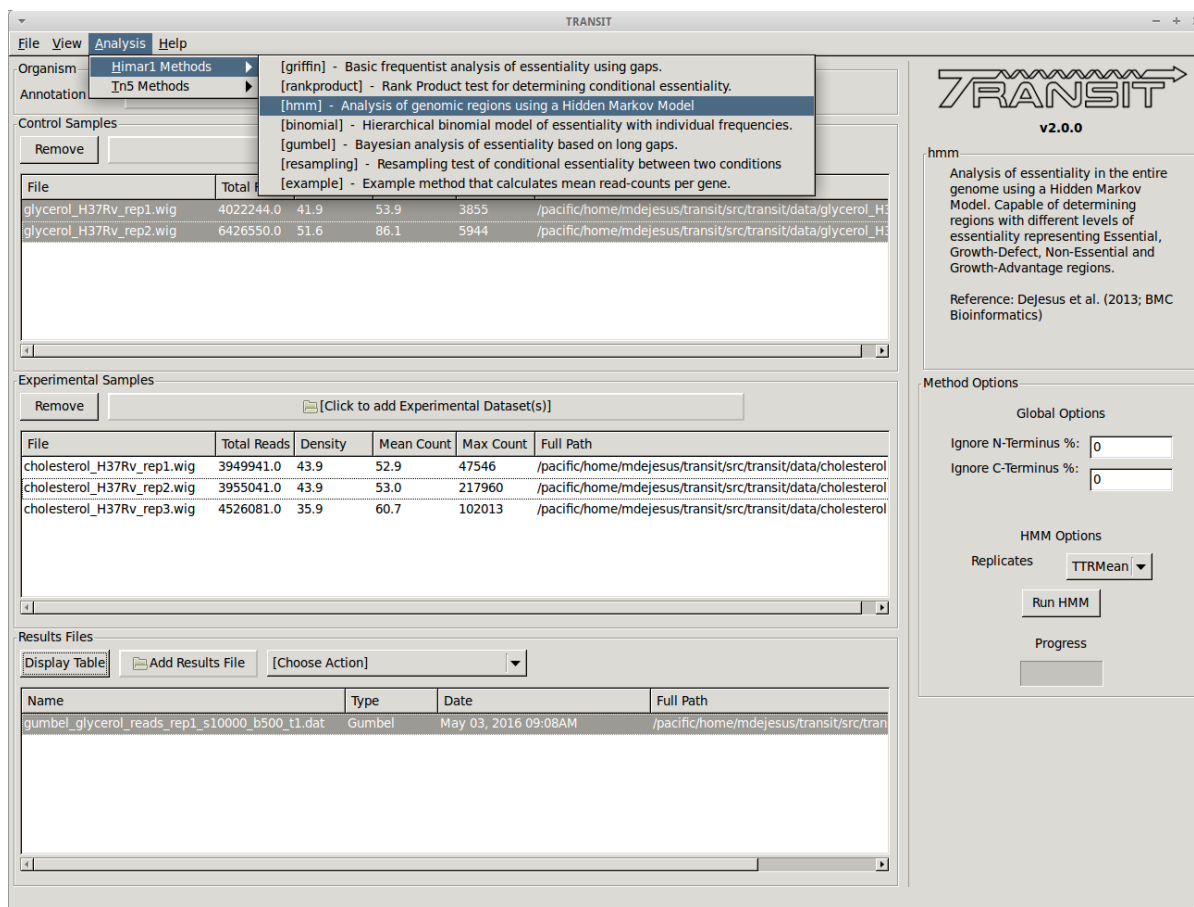 TRANSIT
File View Analysis Help
Himar1 Methods
Tn5 Methods
[griffin] - Basic frequentist analysis of essentiality using gaps.
[rankproduct] - Rank Product test for determining conditional essentiality.
[hmm] - Analysis of genomic regions using a Hidden Markov Model
[binomial] - Hierarchical binomial model of essentiality with individual frequencies.
[gumbel] - Bayesian analysis of essentiality based on long gaps.
[resampling] - Resampling test of conditional essentiality between two conditions
[example] - Example method that calculates mean read-counts per gene.
Organism
Annotation
Control Samples
Remove
File Total
glycerol_H37Rv_rep1.wig 4022244.0 41.9 53.9 3855 /pacific/home/mdejesus/transit/src/transit/data/glycerol_H3
glycerol_H37Rv_rep2.wig 6426550.0 51.6 86.1 5944 /pacific/home/mdejesus/transit/src/transit/data/glycerol_H3
Experimental Samples
Remove [Click to add Experimental Dataset(s)]
File Total Reads Density Mean Count Max Count Full Path
cholesterol_H37Rv_rep1.wig 3949941.0 43.9 52.9 47546 /pacific/home/mdejesus/transit/src/transit/data/cholesterol
cholesterol_H37Rv_rep2.wig 3955041.0 43.9 53.0 217960 /pacific/home/mdejesus/transit/src/transit/data/cholesterol
cholesterol_H37Rv_rep3.wig 4526081.0 35.9 60.7 102013 /pacific/home/mdejesus/transit/src/transit/data/cholesterol
Results Files
Display Table Add Results File [Choose Action]
Name Type Date Full Path
gumbel_glycerol_reads_rep1_s10000_b500_t1.dat Gumbel May 03, 2016 09:08AM /pacific/home/mdejesus/transit/src/tran
TRANSIT
v2.0.0
hmm
Analysis of essentiality in the entire
genome using a Hidden Markov
Model. Capable of determining
regions with different levels of
essentiality representing Essential,
Growth-Defect, Non-Essential and
Growth-Advantage regions.
Reference: DeJesus et al. (2013; BMC
Bioinformatics)
Method Options
Global Options
Ignore N-Terminus %: 0
Ignore C-Terminus %: 0
HMM Options
Replicates TTRMean
Run HMM
Progress